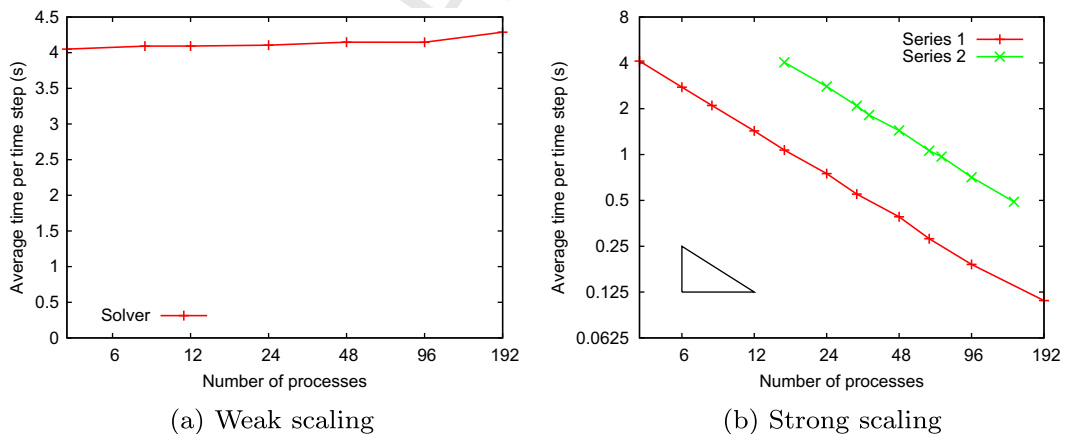 4.5
4
3.5
3
2.5
2
1.5
1
0.5
0
Average time per time step (s)
Solver
6 12 24 48 96 192
Number of processes
(a) Weak scaling
8
4
2
1
0.5
0.25
0.125
0.0625
Average time per time step (s)
Series 1
Series 2
6 12 24 48 96 192
Number of processes
(b) Strong scaling